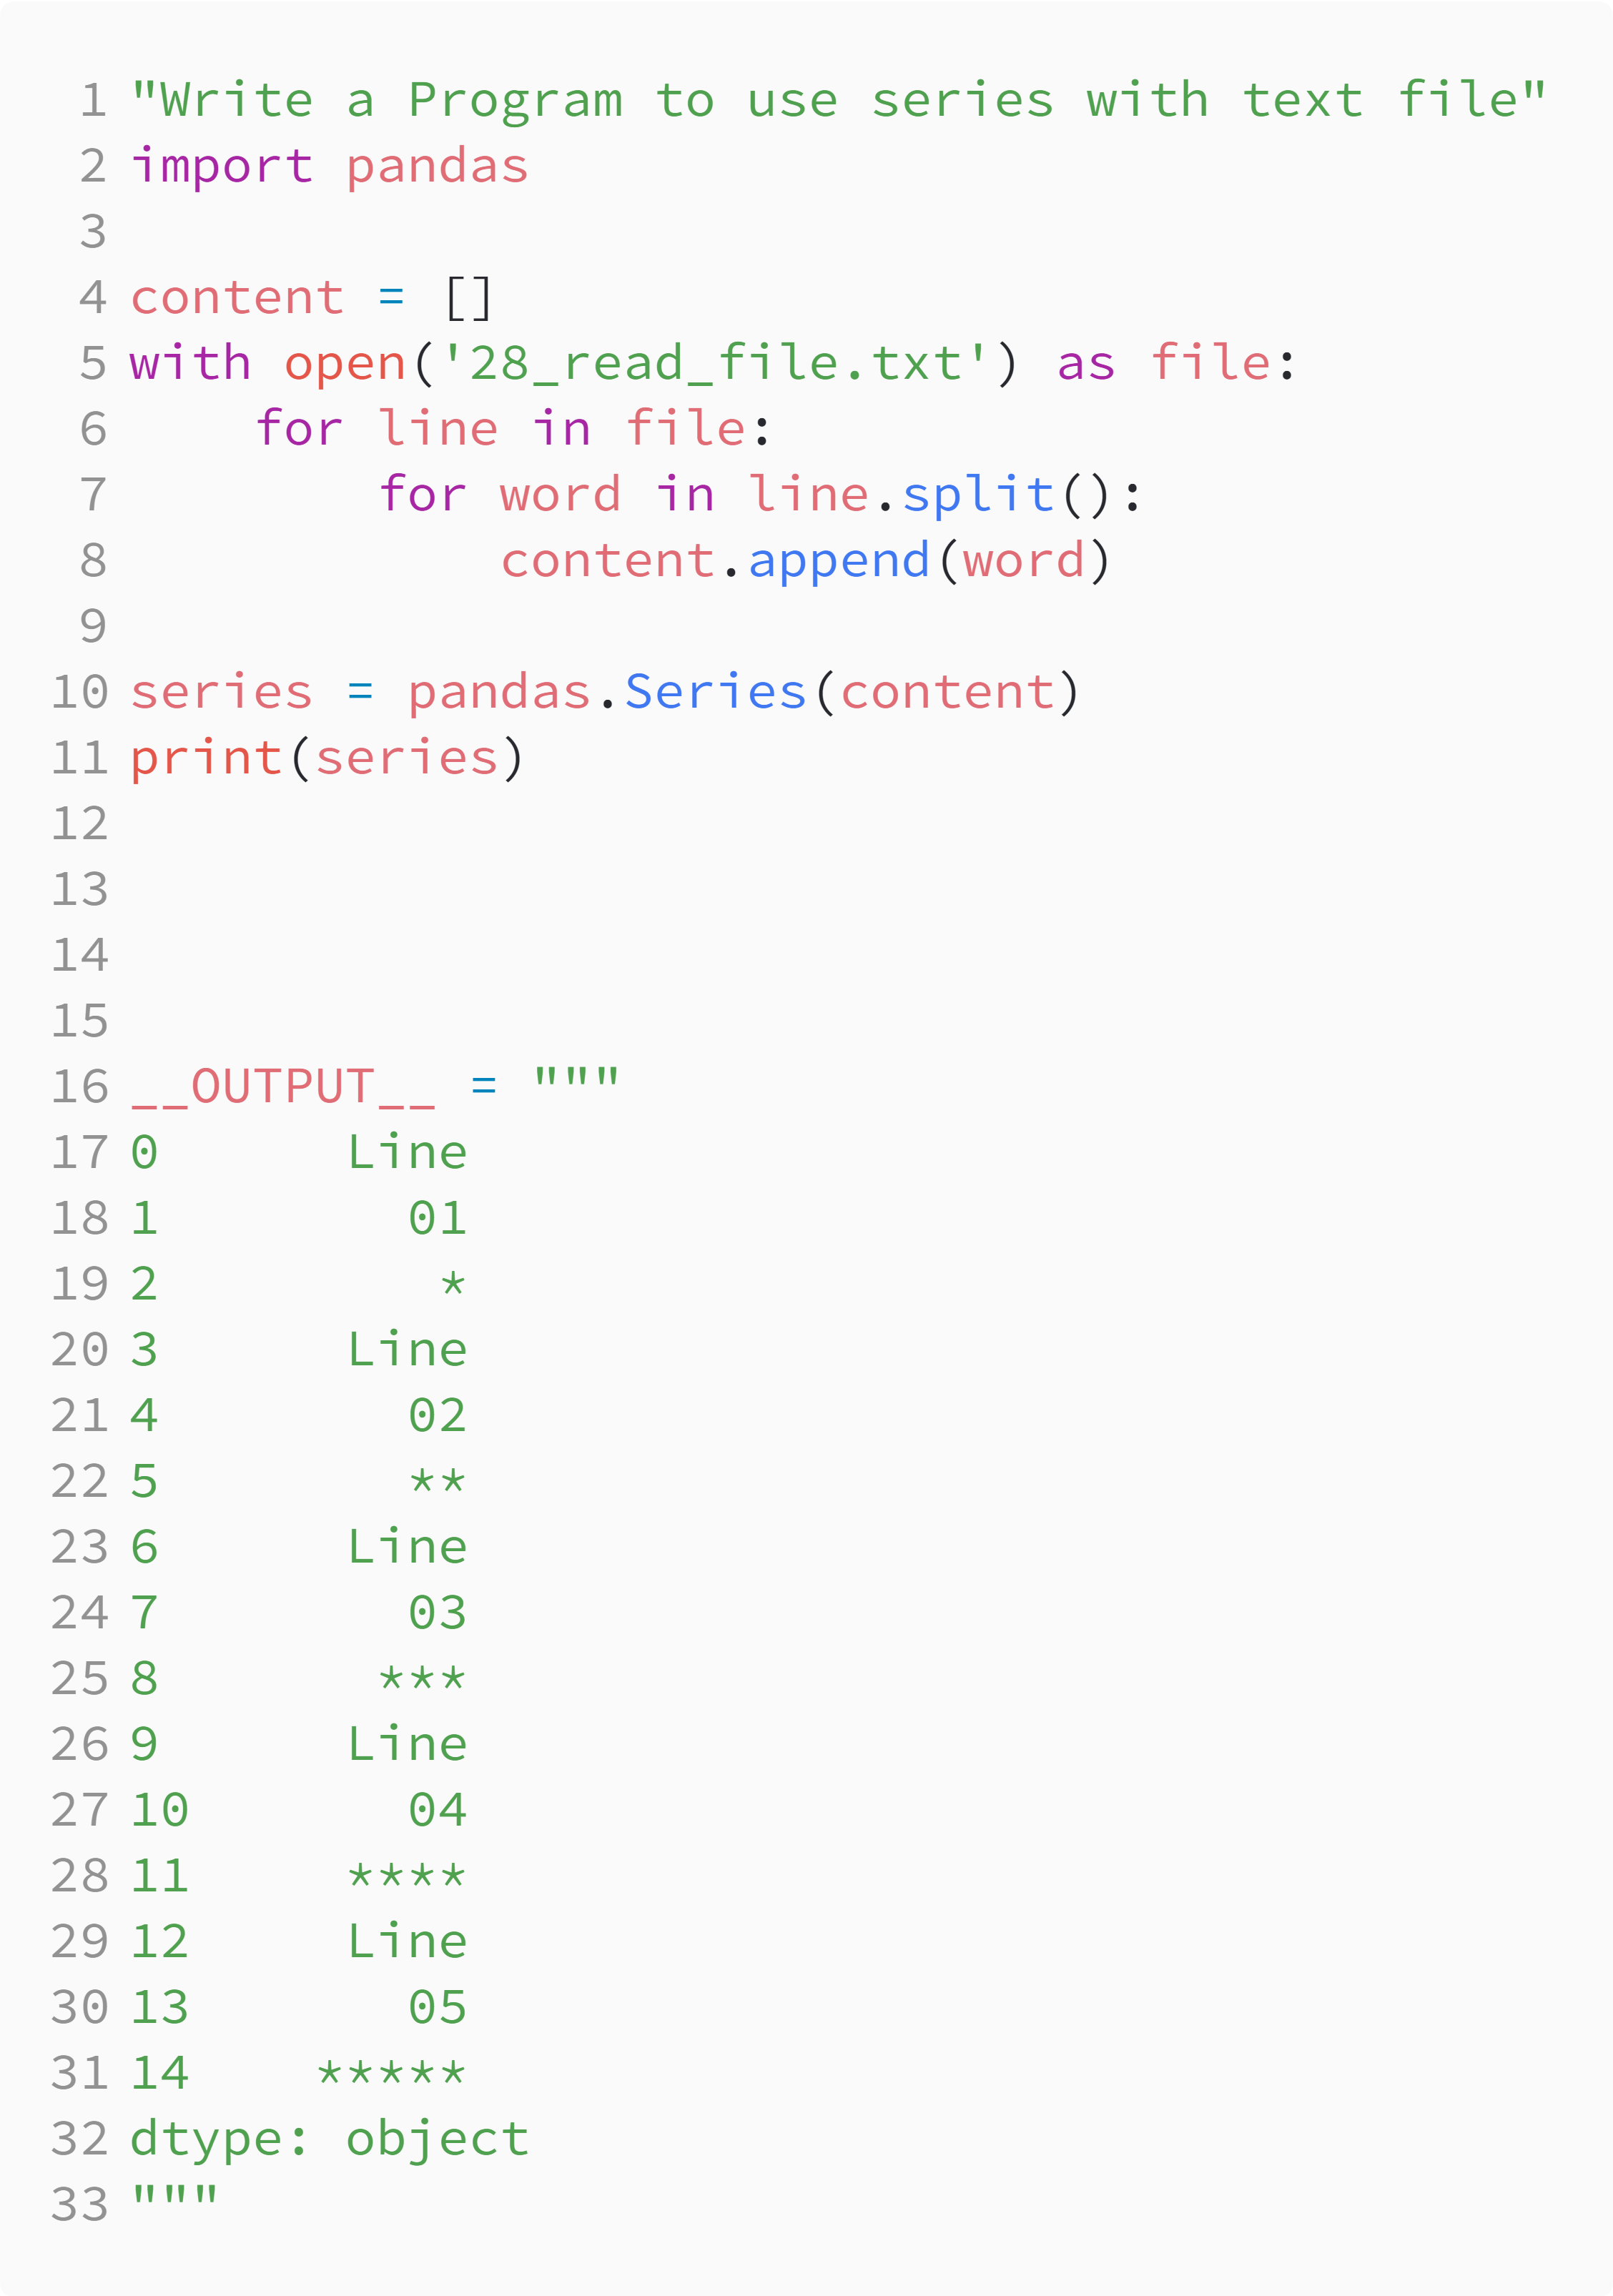 1 "Write a Program to use series with text file"
2 import pandas
3
4 content = []
5 with open('28_read_file.txt') as file:
6     for line in file:
7         for word in line.split():
8             content.append(word)
9
10 series = pandas.Series(content)
11 print(series)
12
13
14
15
16 __OUTPUT__ = """
17 0      Line
18 1        01
19 2         *
20 3      Line
21 4        02
22 5        **
23 6      Line
24 7        03
25 8       ***
26 9      Line
27 10       04
28 11     ****
29 12     Line
30 13       05
31 14    *****
32 dtype: object
33 """